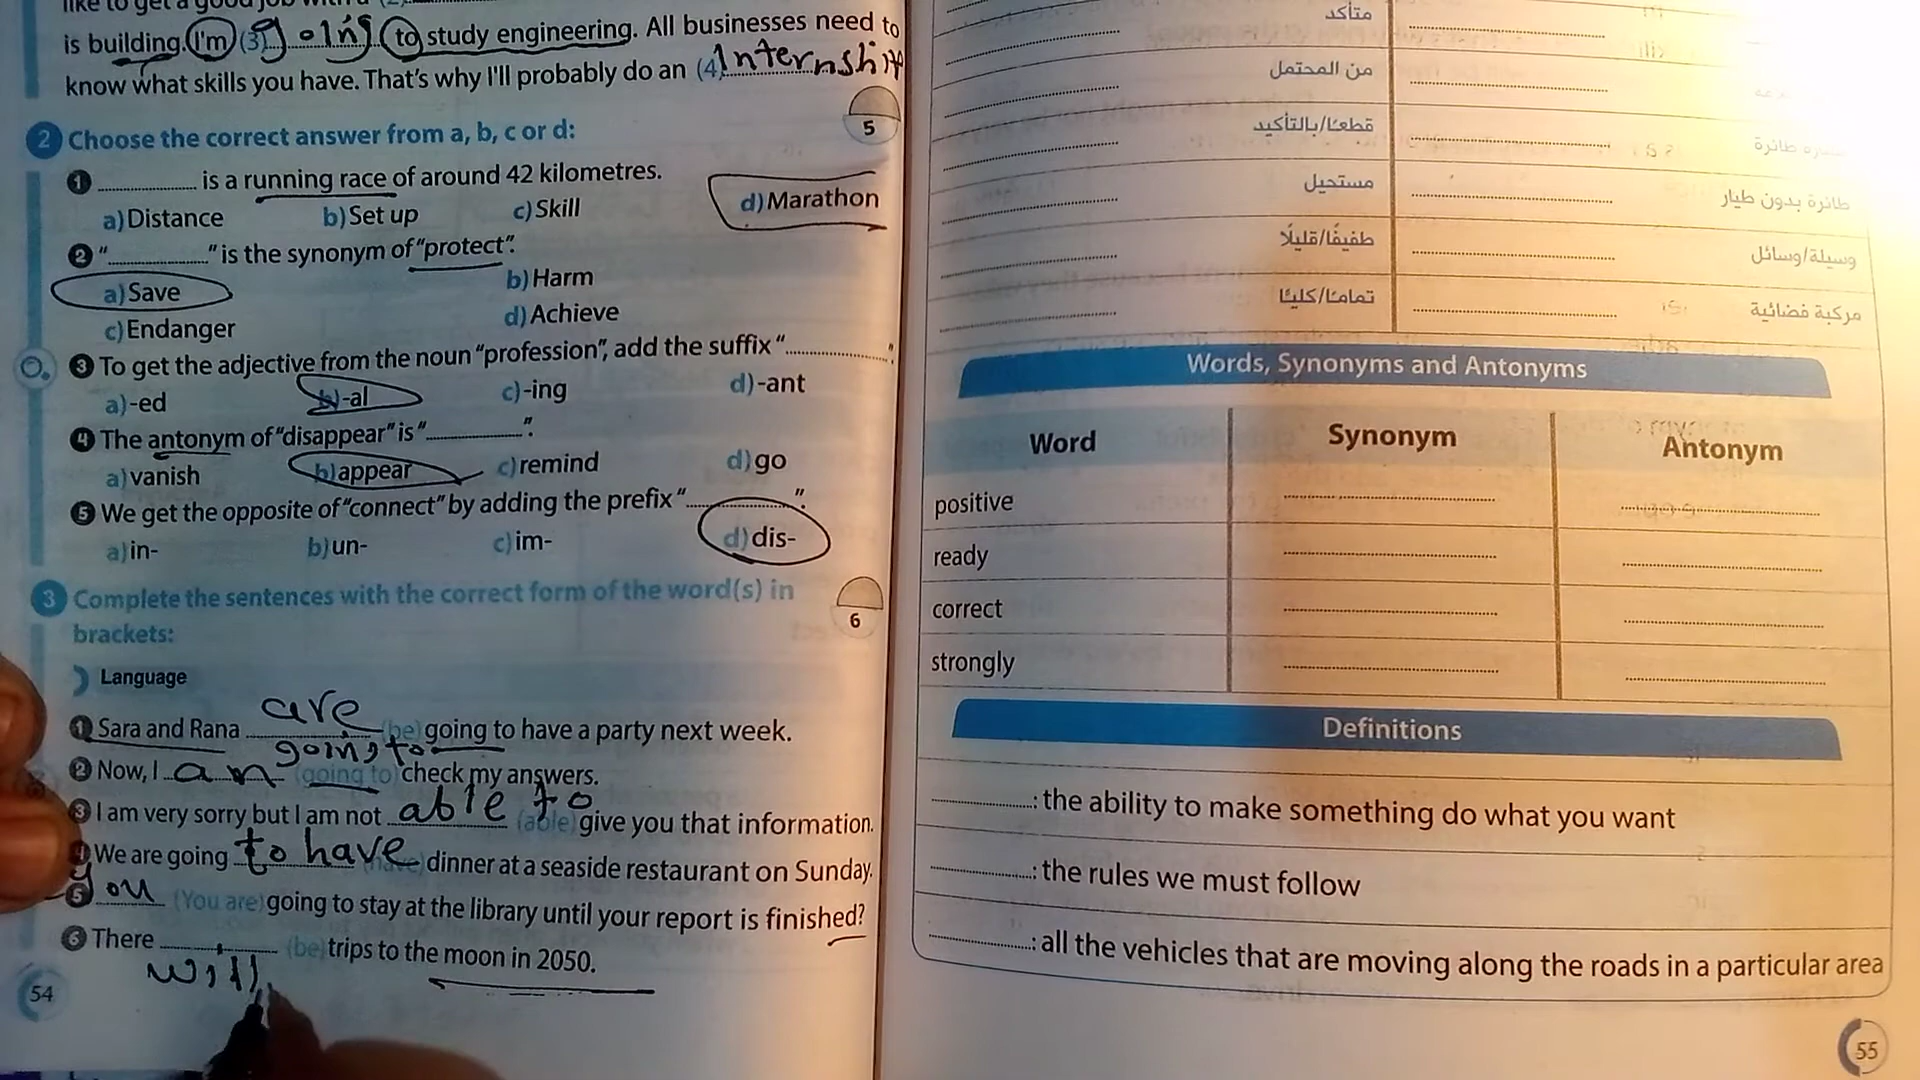 is building. I'm (3) going to study engineering. All businesses need to
know what skills you have. That's why I'll probably do an (4) Internship
5
2 Choose the correct answer from a, b, c or d:
1 ............ is a running race of around 42 kilometres.
a) Distance b) Set up c) Skill d) Marathon
2 "............" is the synonym of "protect".
a) Save b) Harm
c) Endanger d) Achieve
3 To get the adjective from the noun "profession", add the suffix "............".
a) -ed b) -al c) -ing d) -ant
4 The antonym of "disappear" is "............".
a) vanish b) appear c) remind d) go
5 We get the opposite of "connect" by adding the prefix "............".
a) in- b) un- c) im- d) dis-
3 Complete the sentences with the correct form of the word(s) in
brackets:
6
Language
1 Sara and Rana are (be) going to have a party next week.
going to
2 Now, I am (going to) check my answers.
3 I am very sorry but I am not able to (able) give you that information.
4 We are going to have (have) dinner at a seaside restaurant on Sunday.
5 you (You are) going to stay at the library until your report is finished?
6 There ............ (be) trips to the moon in 2050.
will
54
متأكد
من المحتمل
قطعًا/بالتأكيد طائرة
مستحيل طائرة بدون طيار
طفيفًا/قليلًا وسيلة/وسائل
تمامًا/كليًا مركبة فضائية
Words, Synonyms and Antonyms
Word Synonym Antonym
positive
ready
correct
strongly
Definitions
............: the ability to make something do what you want
............: the rules we must follow
............: all the vehicles that are moving along the roads in a particular area
55